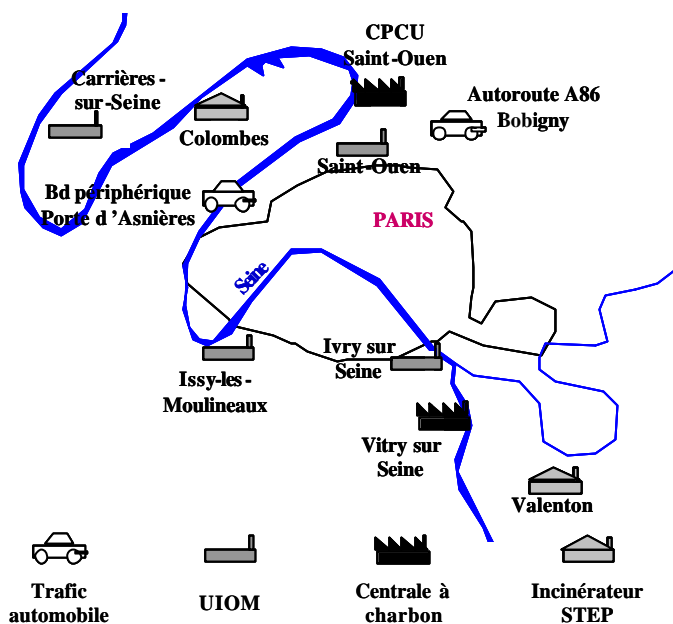 CPCU
Saint-Ouen
Carrières-
sur-Seine
Autoroute A86
Bobigny
Colombes
Saint-Ouen
Bd périphérique
Porte d ’Asnières
PARIS
Seine
Ivry sur
Seine
Issy-les-
Moulineaux
Vitry sur
Seine
Valenton
Trafic
automobile
UIOM
Centrale à
charbon
Incinérateur
STEP